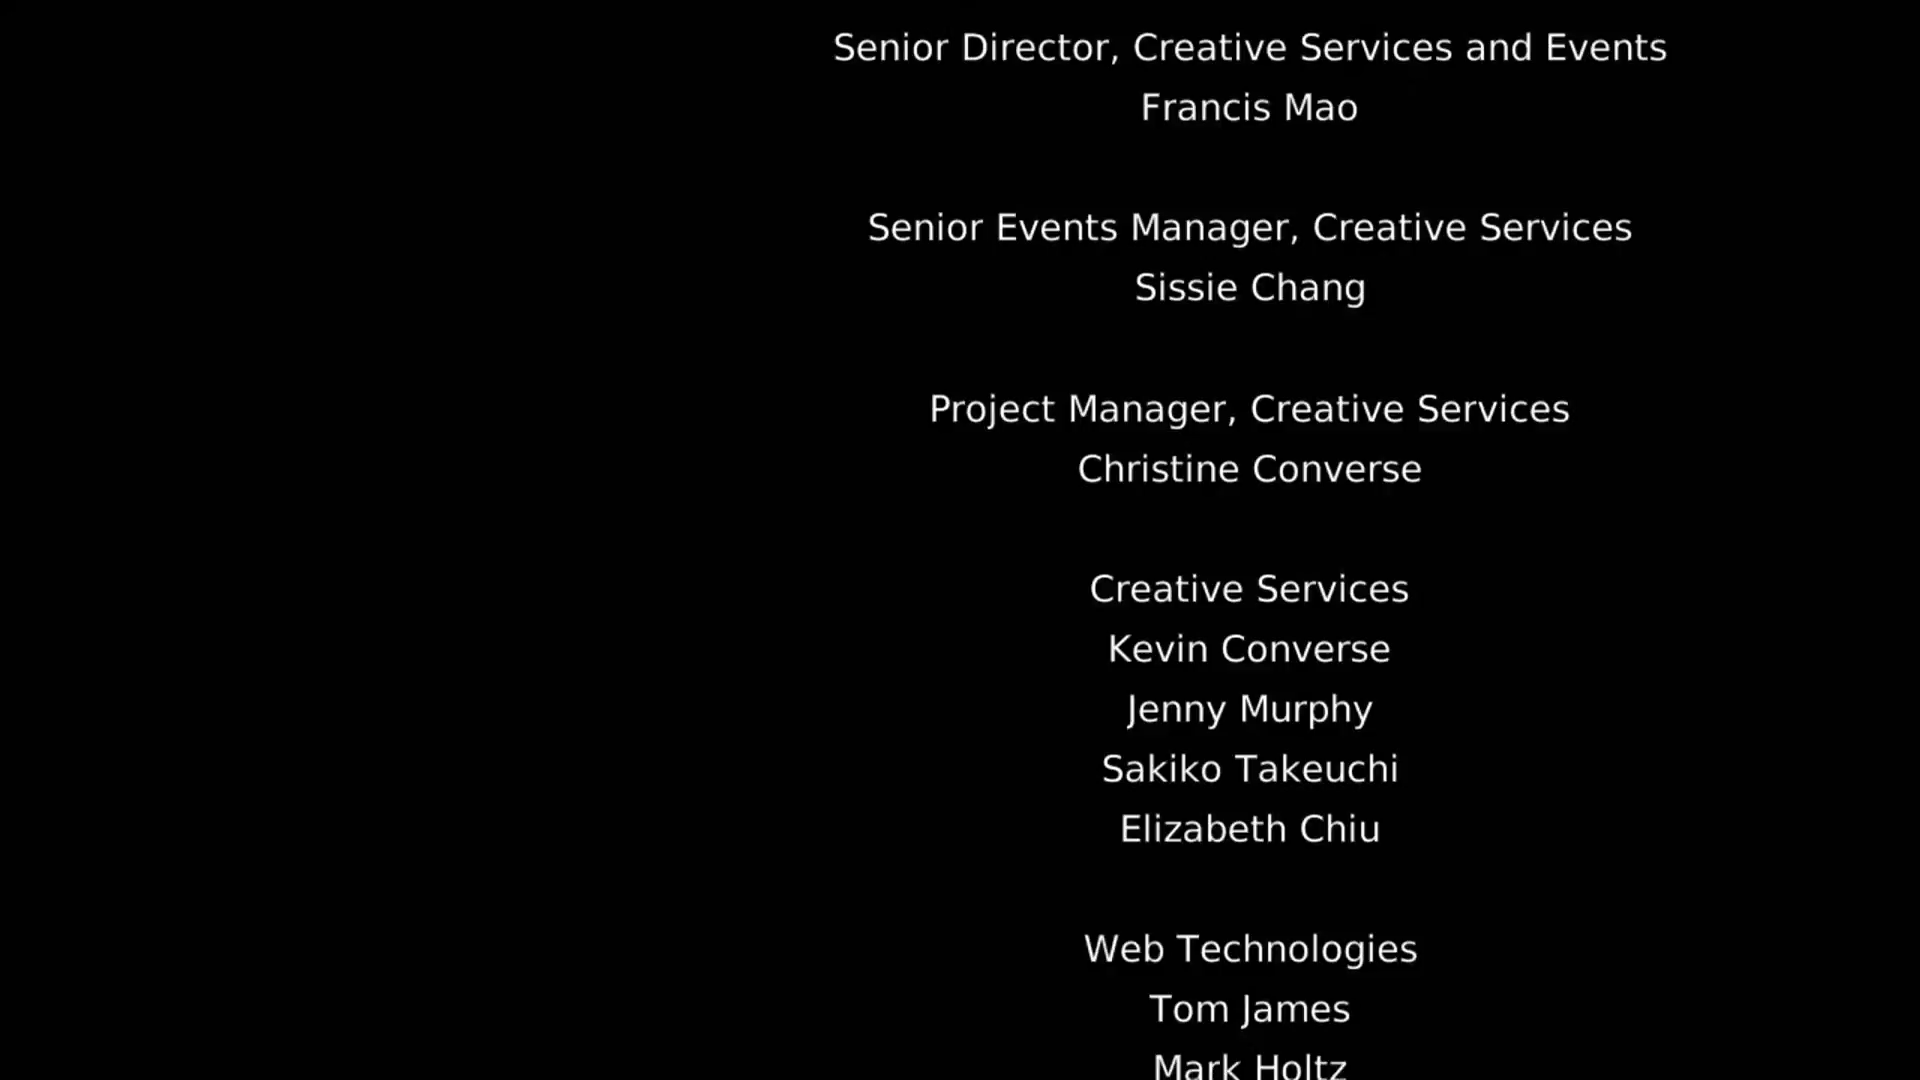 Senior Director, Creative Services and Events
Francis Mao
Senior Events Manager, Creative Services
Sissie Chang
Project Manager, Creative Services
Christine Converse
Creative Services
Kevin Converse
Jenny Murphy
Sakiko Takeuchi
Elizabeth Chiu
Web Technologies
Tom James
Mark Holtz